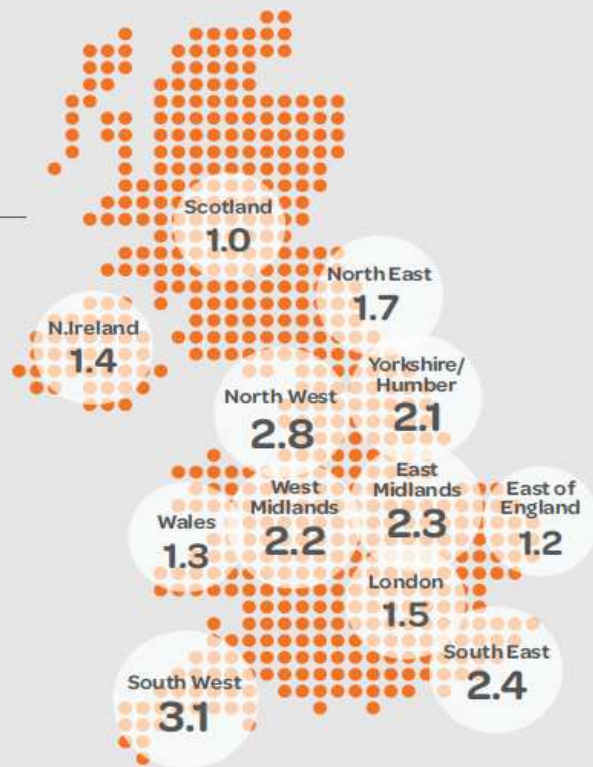 Scotland
1.0
North East
1.7
N.Ireland
1.4
Yorkshire/
Humber
2.1
North West
2.8
East
Midlands
2.3
West
Midlands
2.2
East of
England
1.2
Wales
1.3
London
1.5
South East
2.4
South West
3.1